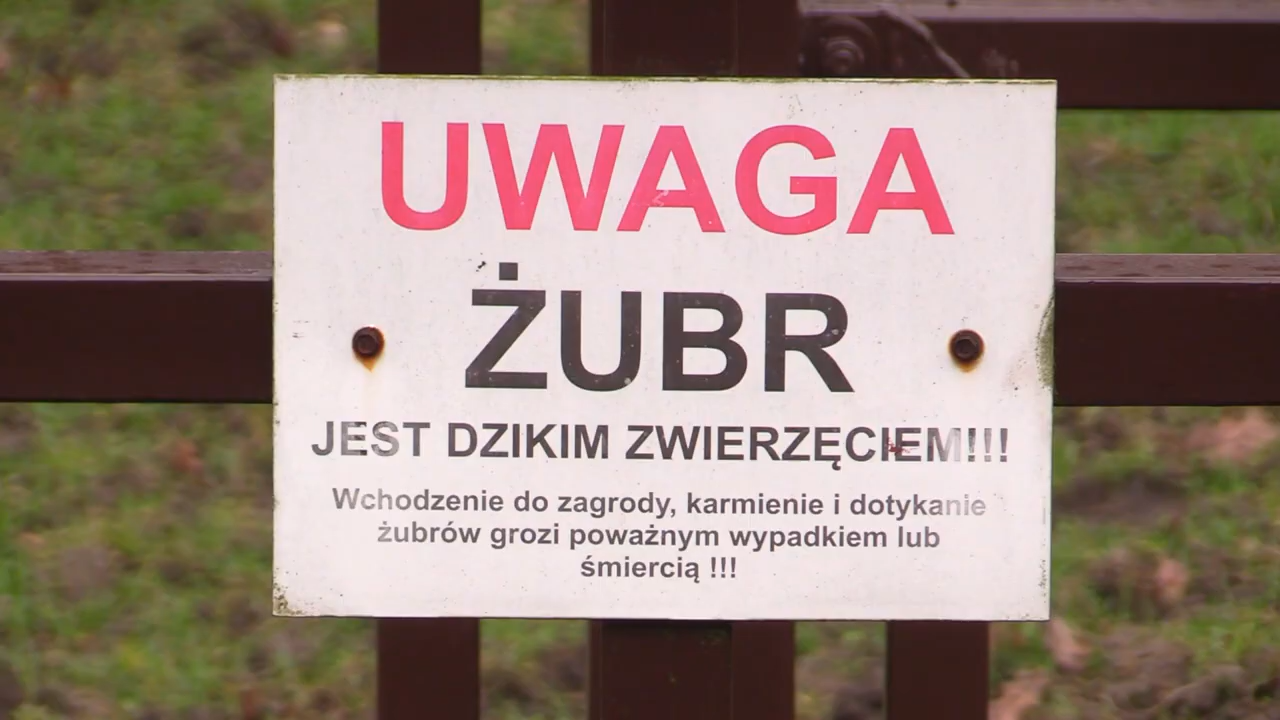 UWAGA
ŻUBR
JEST DZIKIM ZWIERZĘCIEM!!!
Wchodzenie do zagrody, karmienie i dotykanie
żubrów grozi poważnym wypadkiem lub
śmiercią !!!